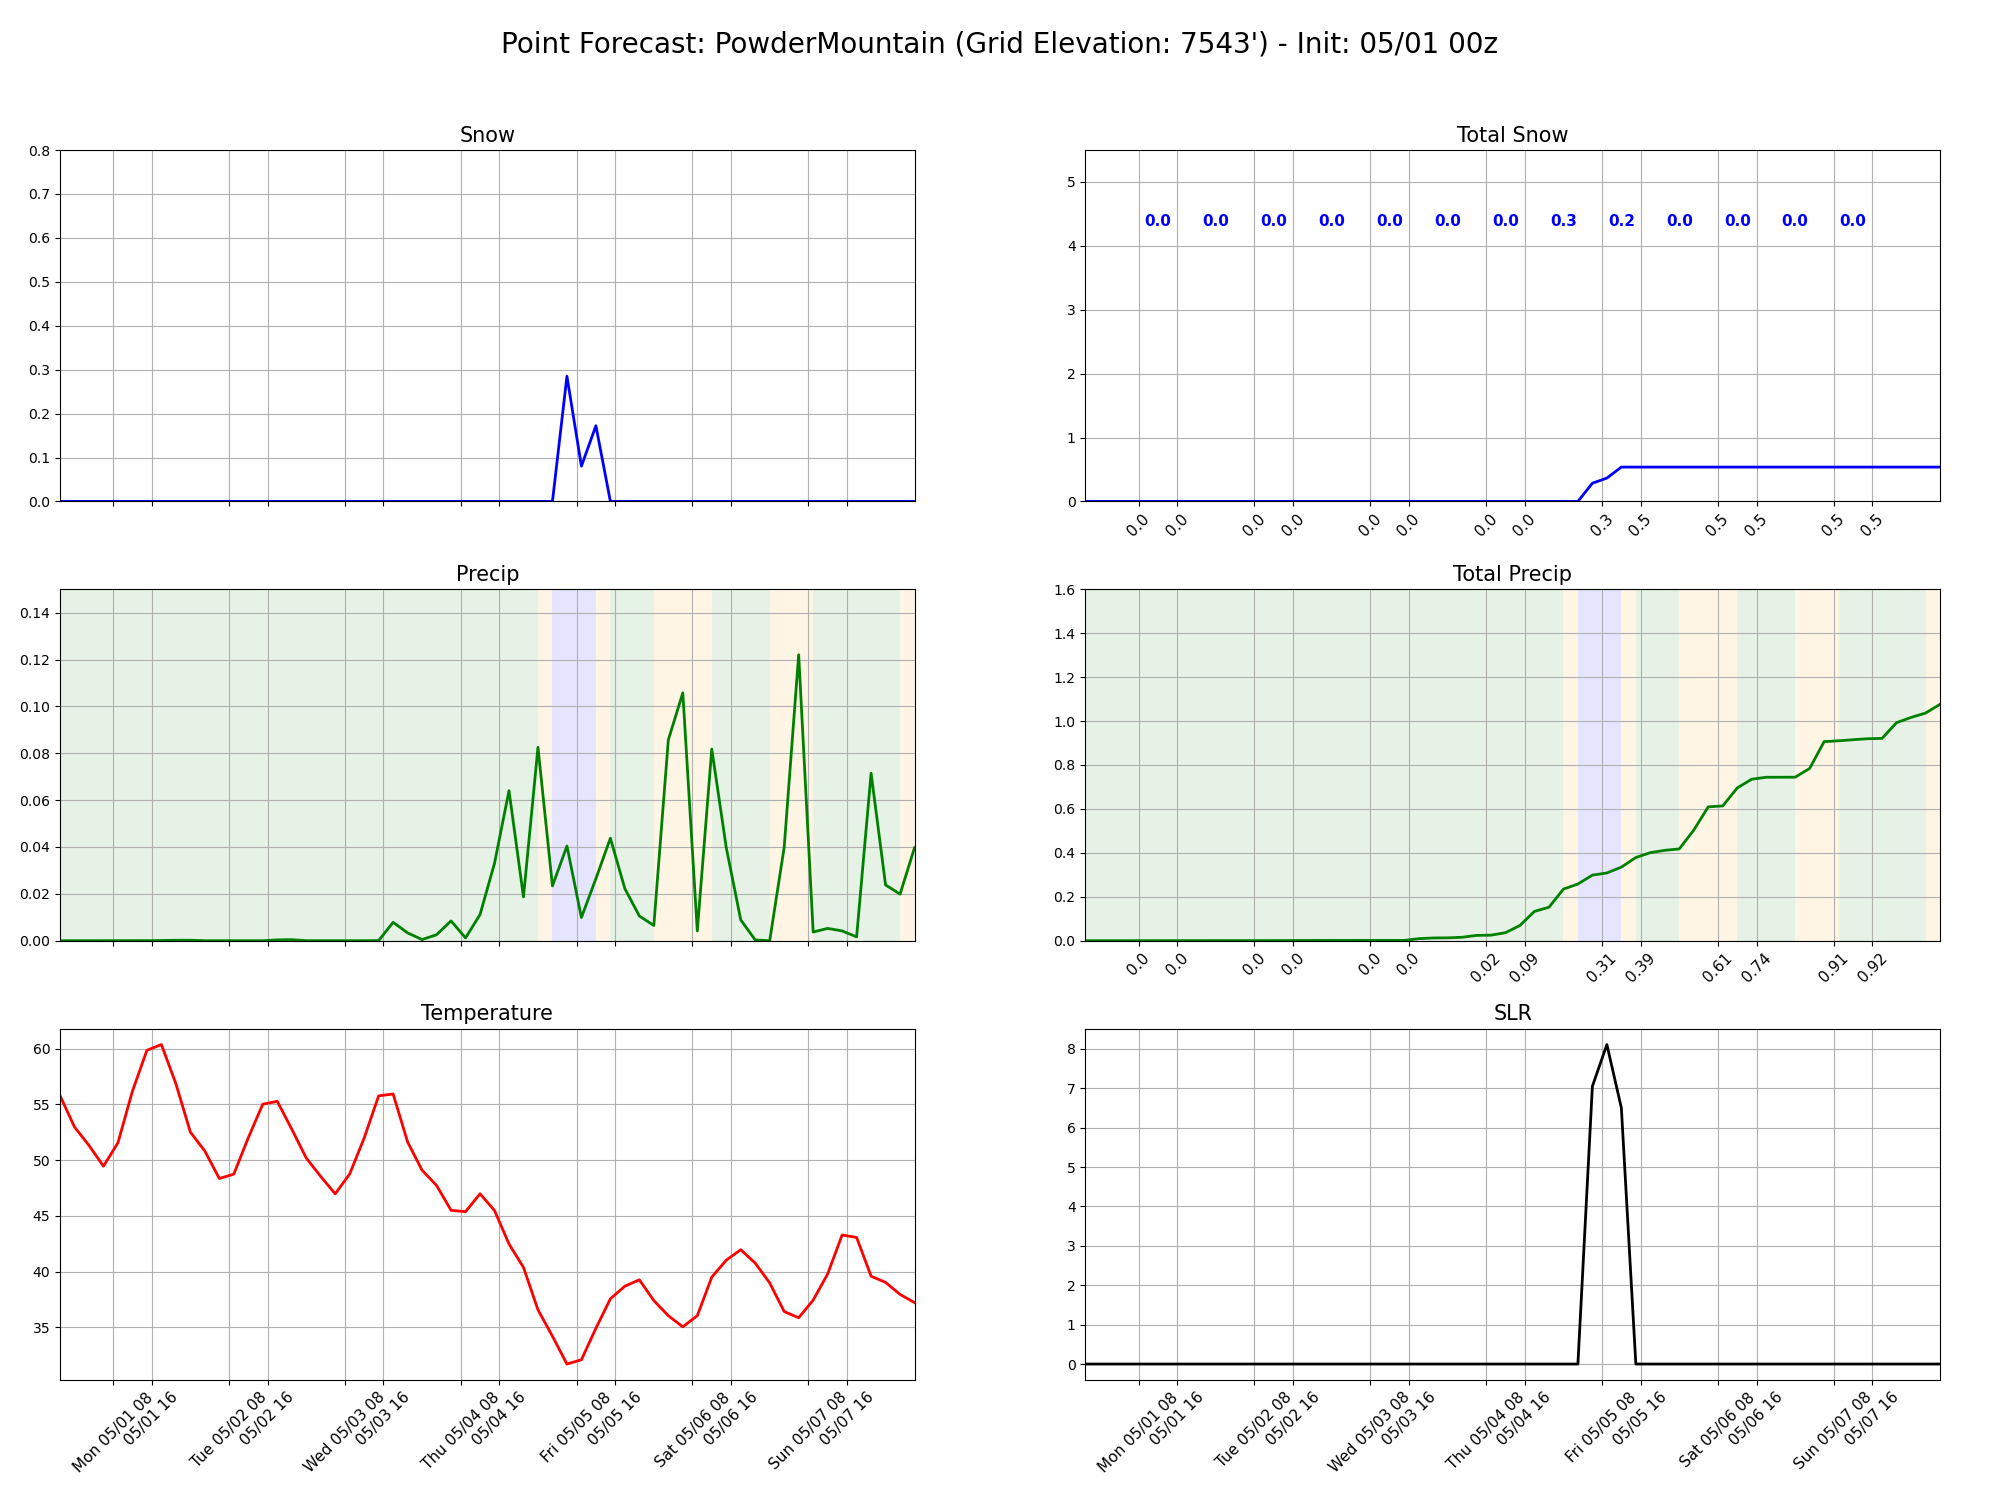 Point Forecast: PowderMountain (Grid Elevation: 7543') - Init: 05/01 00z
Snow
0.8
0.7
0.6
0.5
0.4
0.3
0.2
0.1
0.0
Total Snow
5
4
3
2
1
0
0.0 0.0 0.0 0.0 0.0 0.0 0.0 0.3 0.2 0.0 0.0 0.0 0.0
0.0 0.0 0.0 0.0 0.0 0.0 0.0 0.0 0.3 0.5 0.5 0.5 0.5 0.5
Precip
0.14
0.12
0.10
0.08
0.06
0.04
0.02
0.00
Total Precip
1.6
1.4
1.2
1.0
0.8
0.6
0.4
0.2
0.0
0.0 0.0 0.0 0.0 0.0 0.0 0.02 0.09 0.31 0.39 0.61 0.74 0.91 0.92
Temperature
60
55
50
45
40
35
Mon 05/01 08
05/01 16
Tue 05/02 08
05/02 16
Wed 05/03 08
05/03 16
Thu 05/04 08
05/04 16
Fri 05/05 08
05/05 16
Sat 05/06 08
05/06 16
Sun 05/07 08
05/07 16
SLR
8
7
6
5
4
3
2
1
0
Mon 05/01 08
05/01 16
Tue 05/02 08
05/02 16
Wed 05/03 08
05/03 16
Thu 05/04 08
05/04 16
Fri 05/05 08
05/05 16
Sat 05/06 08
05/06 16
Sun 05/07 08
05/07 16